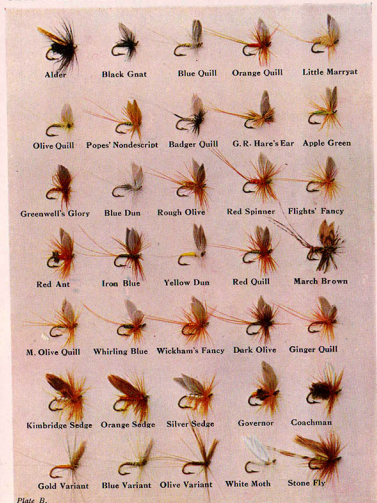 Alder Black Gnat Blue Quill Orange Quill Little Marryat
Olive Quill Popes' Nondescript Badger Quill G. R. Hare's Ear Apple Green
Greenwell's Glory Blue Dun Rough Olive Red Spinner Flights' Fancy
Red Ant Iron Blue Yellow Dun Red Quill March Brown
M. Olive Quill Whirling Blue Wickham's Fancy Dark Olive Ginger Quill
Kimbridge Sedge Orange Sedge Silver Sedge Governor Coachman
Gold Variant Blue Variant Olive Variant White Moth Stone Fly
Plate B.